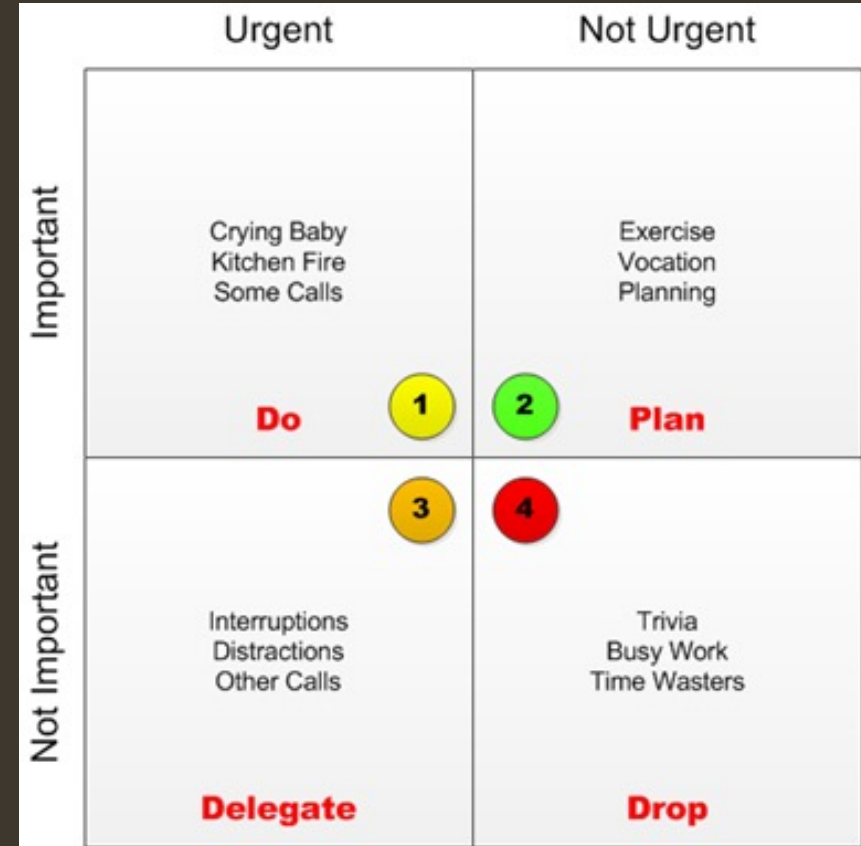 Urgent
Not Urgent
Important
Crying Baby
Kitchen Fire
Some Calls
Do
1
Exercise
Vocation
Planning
2
Plan
Not Important
3
Interruptions
Distractions
Other Calls
Delegate
4
Trivia
Busy Work
Time Wasters
Drop